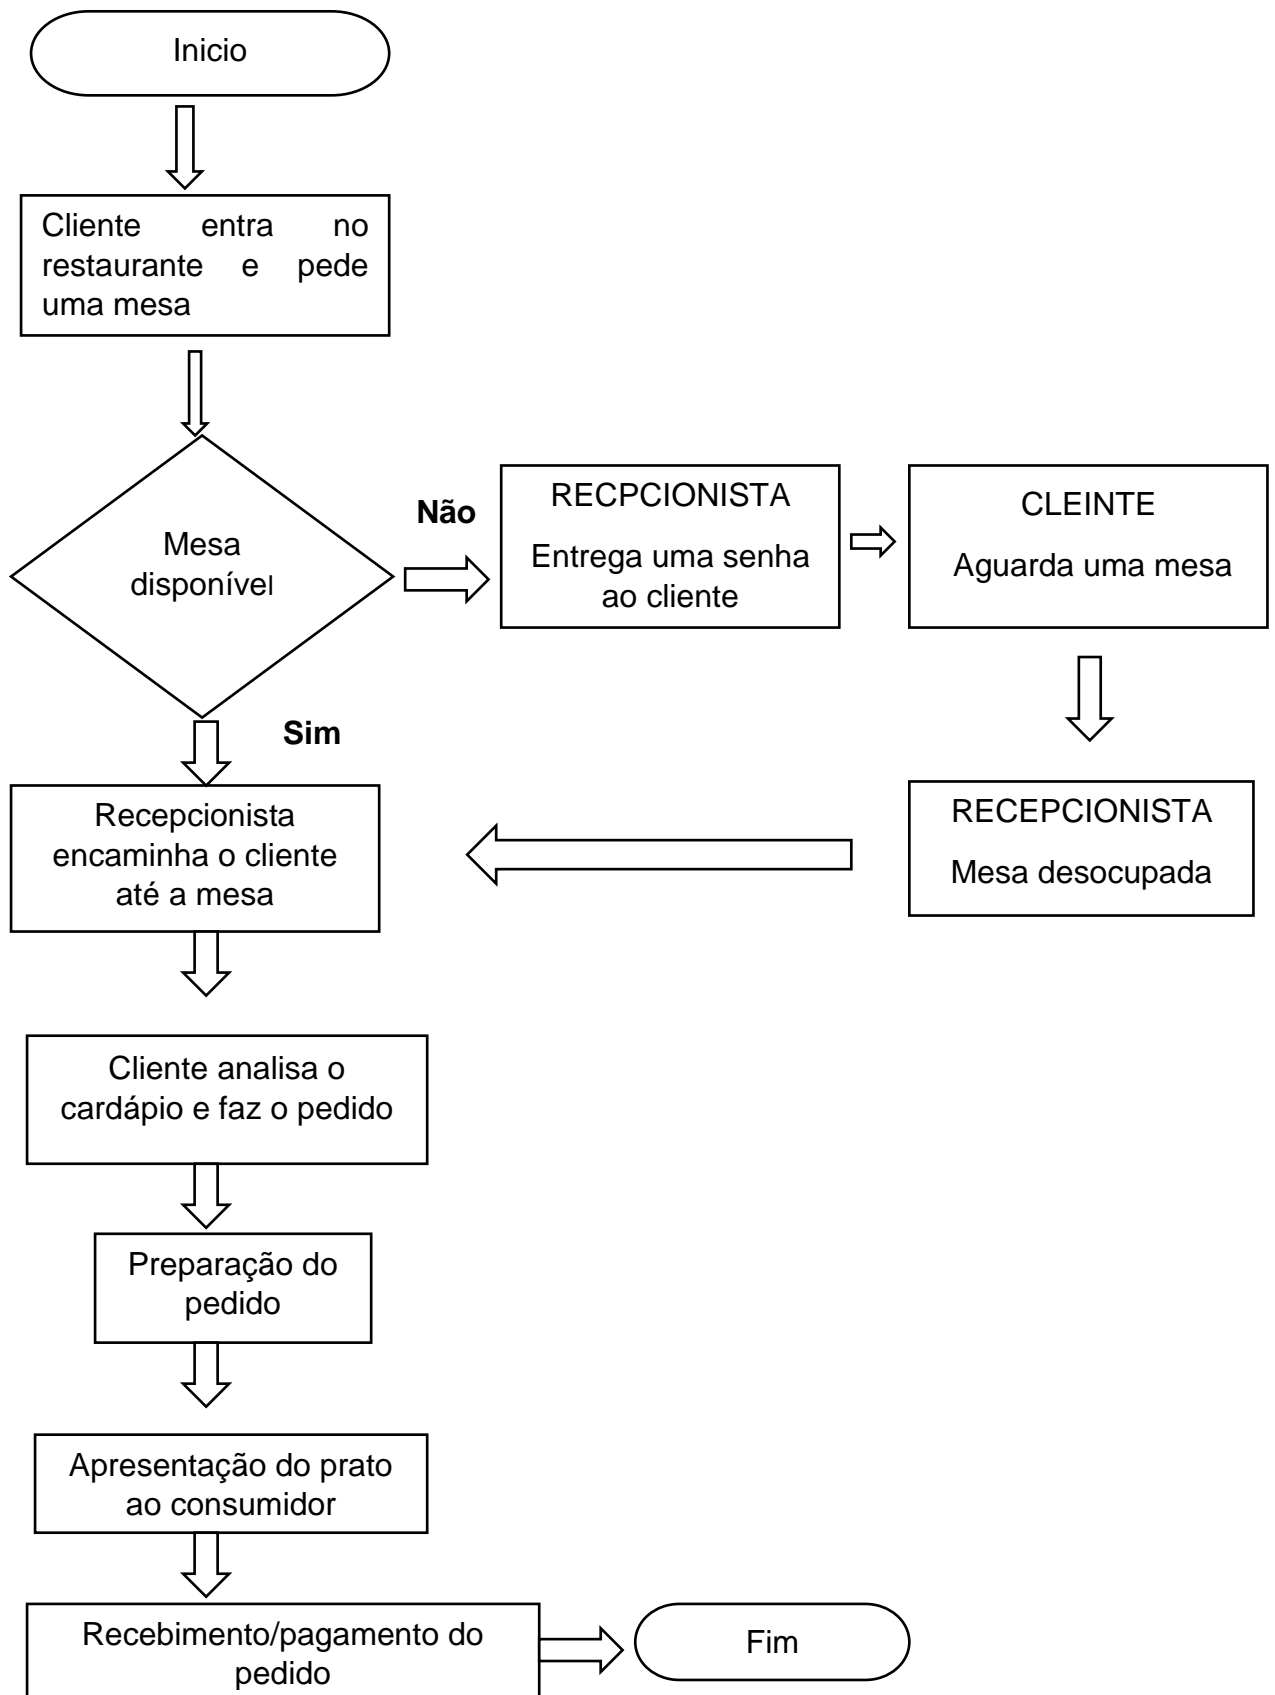 Inicio
Cliente entra no
restaurante e pede
uma mesa
Mesa
disponível
Não
RECPCIONISTA
Entrega uma senha
ao cliente
CLEINTE
Aguarda uma mesa
Sim
Recepcionista
encaminha o cliente
até a mesa
RECEPCIONISTA
Mesa desocupada
Cliente analisa o
cardápio e faz o pedido
Preparação do
pedido
Apresentação do prato
ao consumidor
Recebimento/pagamento do
pedido
Fim